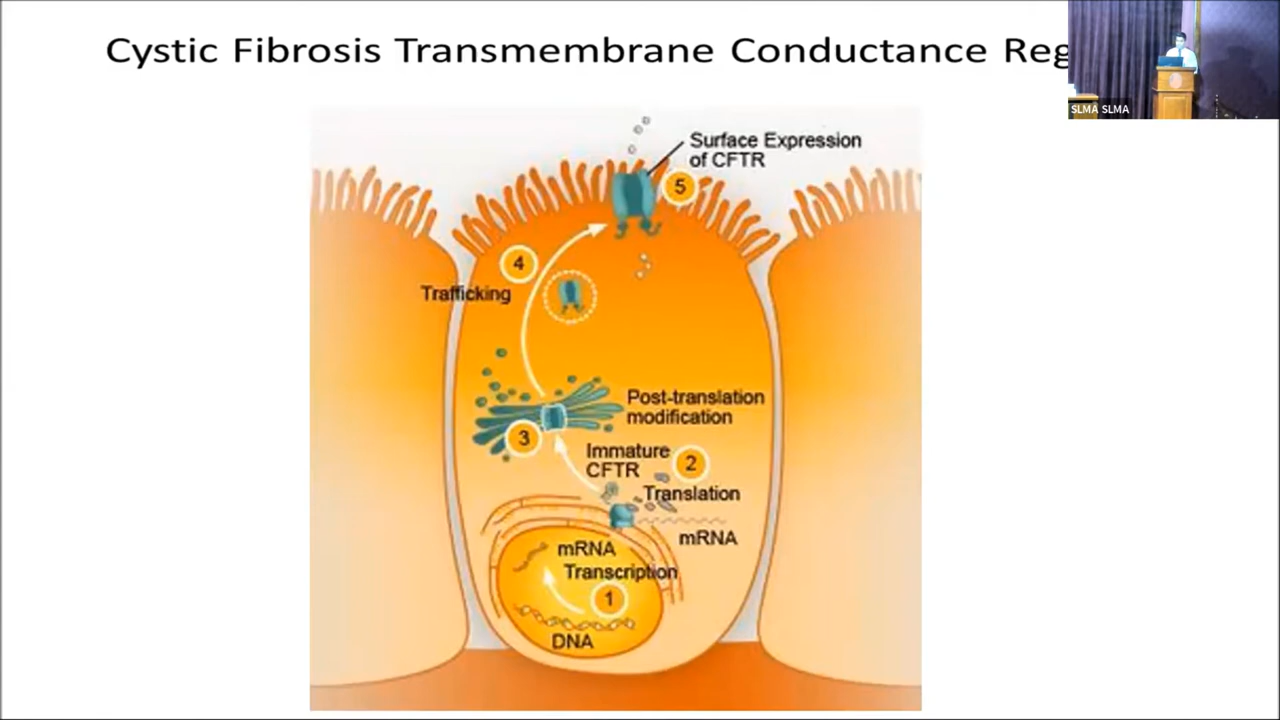 Cystic Fibrosis Transmembrane Conductance Reg
SLMA SLMA
Surface Expression
of CFTR
5
4
Trafficking
Post-translation
modification
3
Immature
CFTR
2
Translation
mRNA
mRNA
Transcription
1
DNA